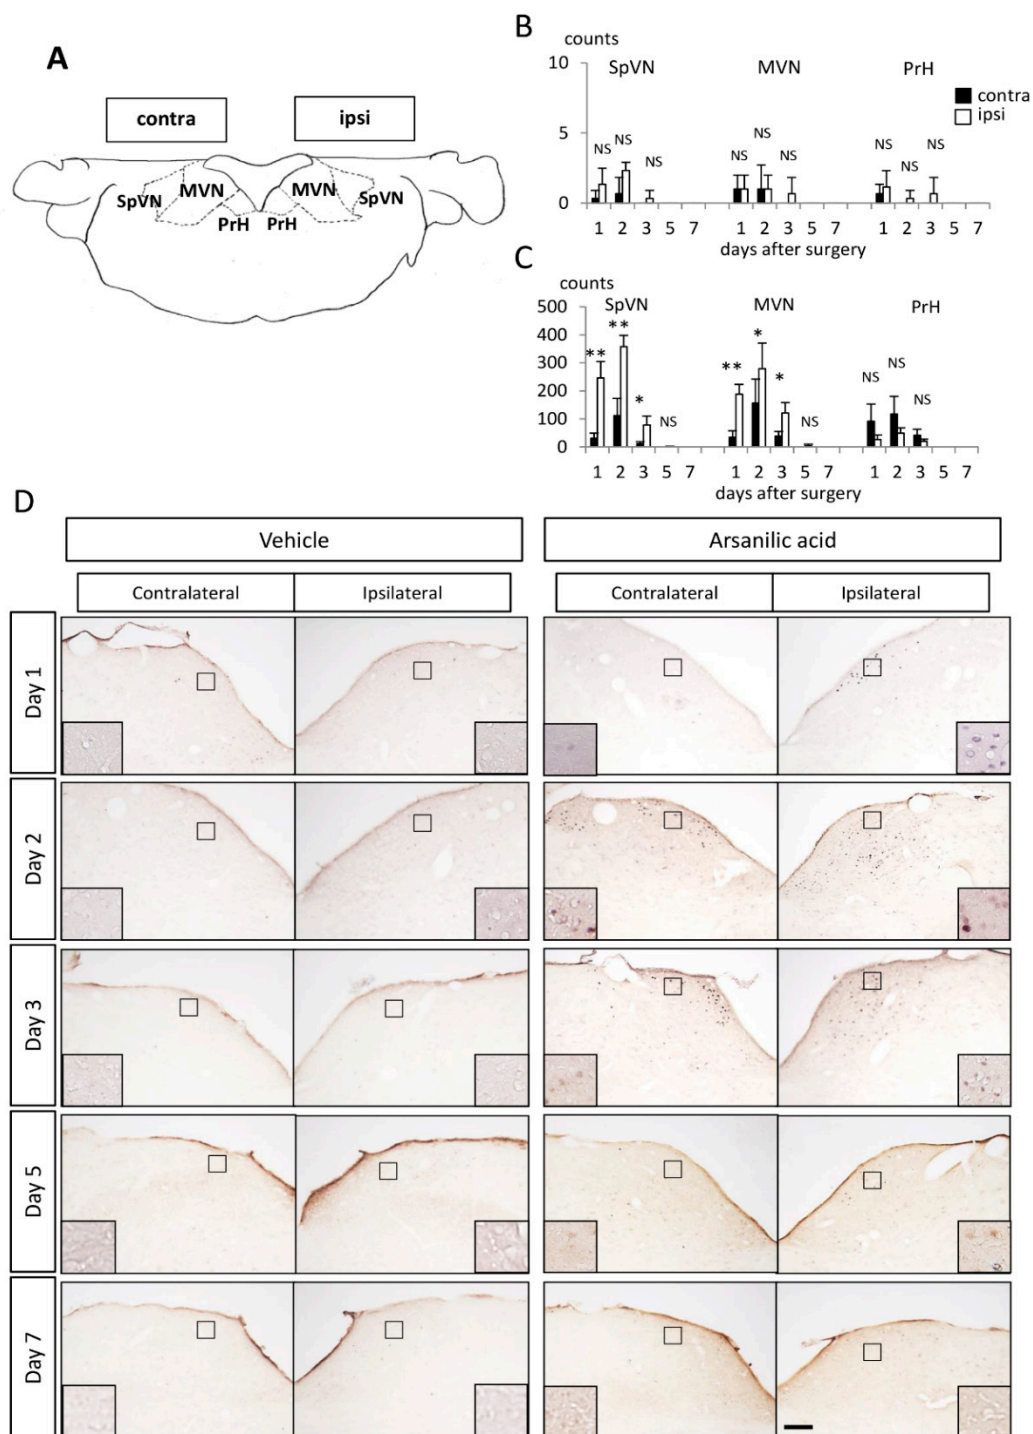 A
contra
ipsi
SpVN
MVN
MVN
SpVN
PrH
PrH
B
counts
SpVN
MVN
PrH
contra
ipsi
10
5
0
NS
NS
NS
NS
NS
NS
NS
NS
NS
1 2 3 5 7
1 2 3 5 7
1 2 3 5 7
days after surgery
C
counts
SpVN
MVN
PrH
500
400
300
200
100
0
**
**
*
NS
**
*
*
NS
NS
NS
NS
1 2 3 5 7
1 2 3 5 7
1 2 3 5 7
days after surgery
D
Vehicle
Arsanilic acid
Contralateral
Ipsilateral
Contralateral
Ipsilateral
Day 1
Day 2
Day 3
Day 5
Day 7